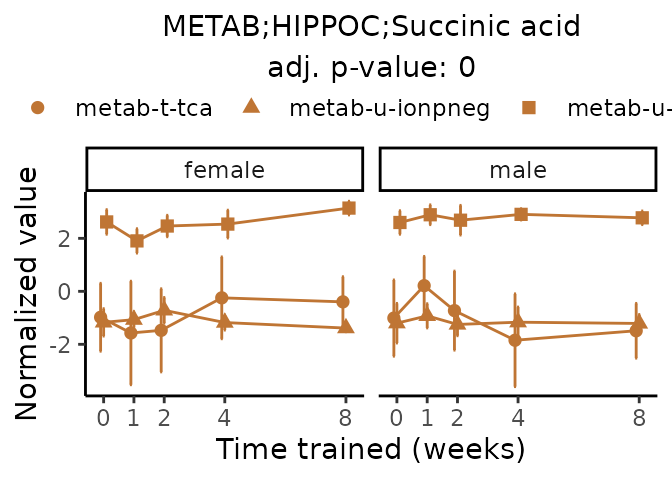 METAB;HIPPOC;Succinic acid
adj. p-value: 0
metab-t-tca metab-u-ionpneg metab-u-
female male
Normalized value
2
0
-2
0 1 2 4 8 0 1 2 4 8
Time trained (weeks)